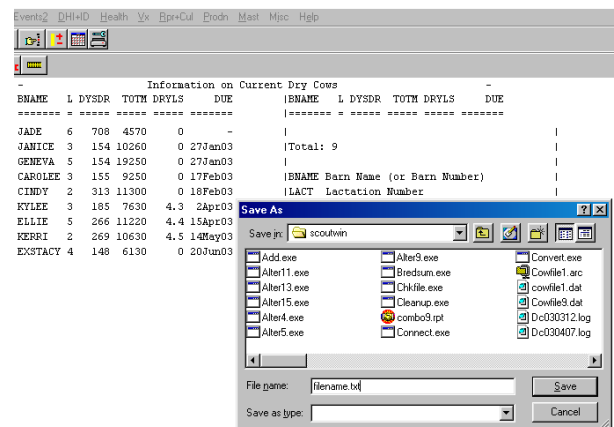 Events2 DHI+ID Health Vx Rpr+Cul Prodn Mast Misc Help
- Information on Current Dry Cows -
BNAME L DYSDR TOTM DRYLS DUE |BNAME L DYSDR TOTM DRYLS DUE
======= = ===== ===== ===== ======= |======= = ===== ===== ===== =======
JADE 6 708 4570 0 - | |
JANICE 3 154 10260 0 27Jan03 |Total: 9 |
GENEVA 5 154 19250 0 27Jan03 | |
CAROLEE 3 155 9250 0 17Feb03 |BNAME Barn Name (or Barn Number) |
CINDY 2 313 11300 0 18Feb03 |LACT Lactation Number |
KYLEE 3 185 7630 4.3 2Apr03
ELLIE 5 266 11220 4.4 15Apr03
KERRI 2 269 10630 4.5 14May03
EXSTACY 4 148 6130 0 20Jun03
Save As
Save in: scoutwin
Add.exe Alter9.exe Convert.exe
Alter11.exe Bredsum.exe Cowfile1.arc
Alter13.exe Chkfile.exe cowfile1.dat
Alter15.exe Cleanup.exe Cowfile9.dat
Alter4.exe combo9.rpt Dc030312.log
Alter5.exe Connect.exe Dc030407.log
File name: filename.txt Save
Save as type: Cancel